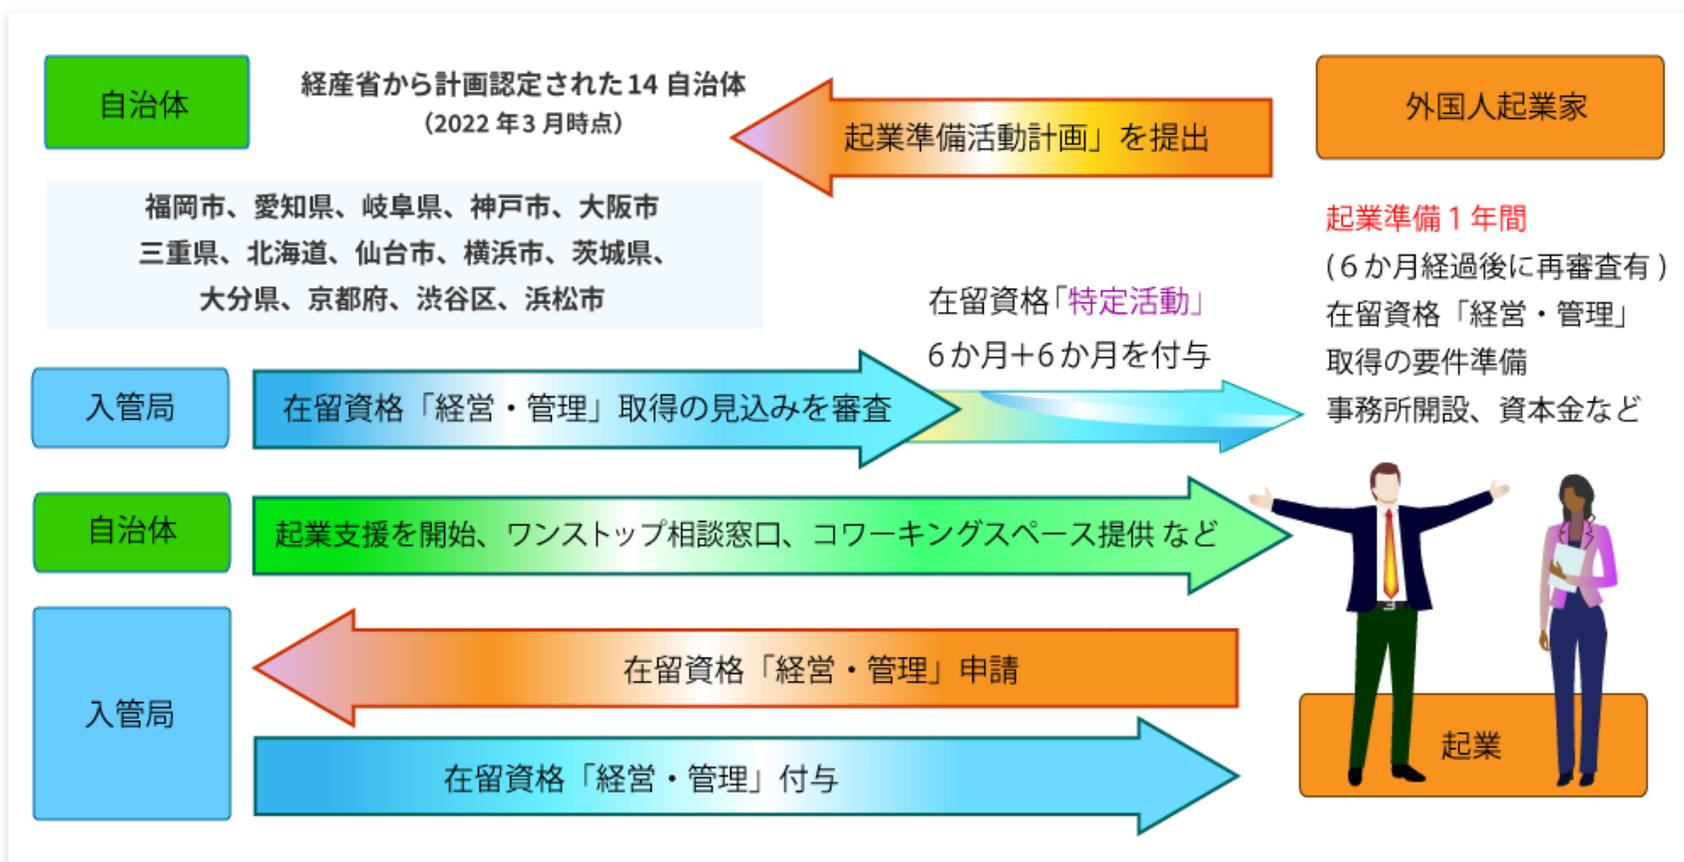 自治体
経産省から計画認定された14 自治体
（2022 年3 月時点）
起業準備活動計画」を提出
外国人起業家
福岡市、愛知県、岐阜県、神戸市、大阪市
三重県、北海道、仙台市、横浜市、茨城県、
大分県、京都府、渋谷区、浜松市
起業準備１年間
(６か月経過後に再審査有)
在留資格「経営・管理」
取得の要件準備
事務所開設、資本金など
在留資格「特定活動」
６か月＋６か月を付与
入管局
在留資格「経営・管理」取得の見込みを審査
自治体
起業支援を開始、ワンストップ相談窓口、コワーキングスペース提供 など
入管局
在留資格「経営・管理」申請
在留資格「経営・管理」付与
起業